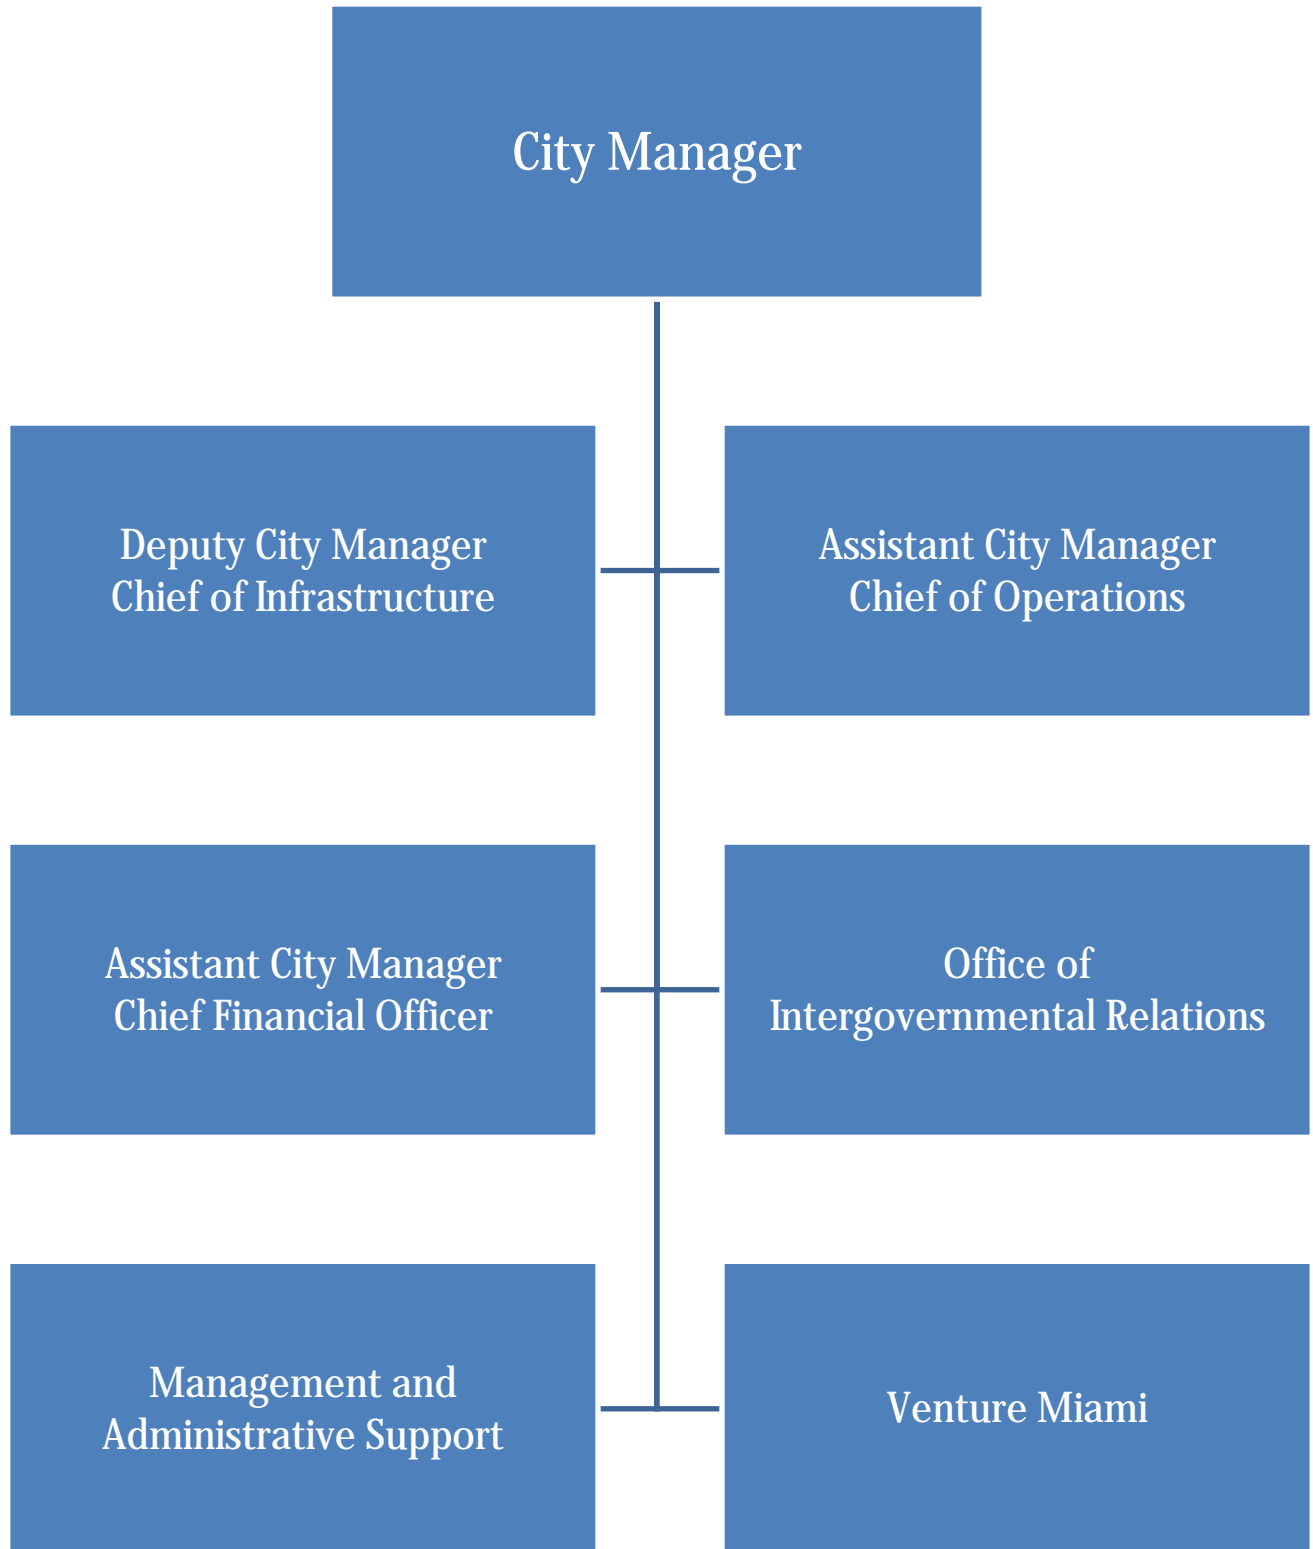 City Manager
Deputy City Manager
Chief of Infrastructure
Assistant City Manager
Chief of Operations
Assistant City Manager
Chief Financial Officer
Office of
Intergovernmental Relations
Management and
Administrative Support
Venture Miami